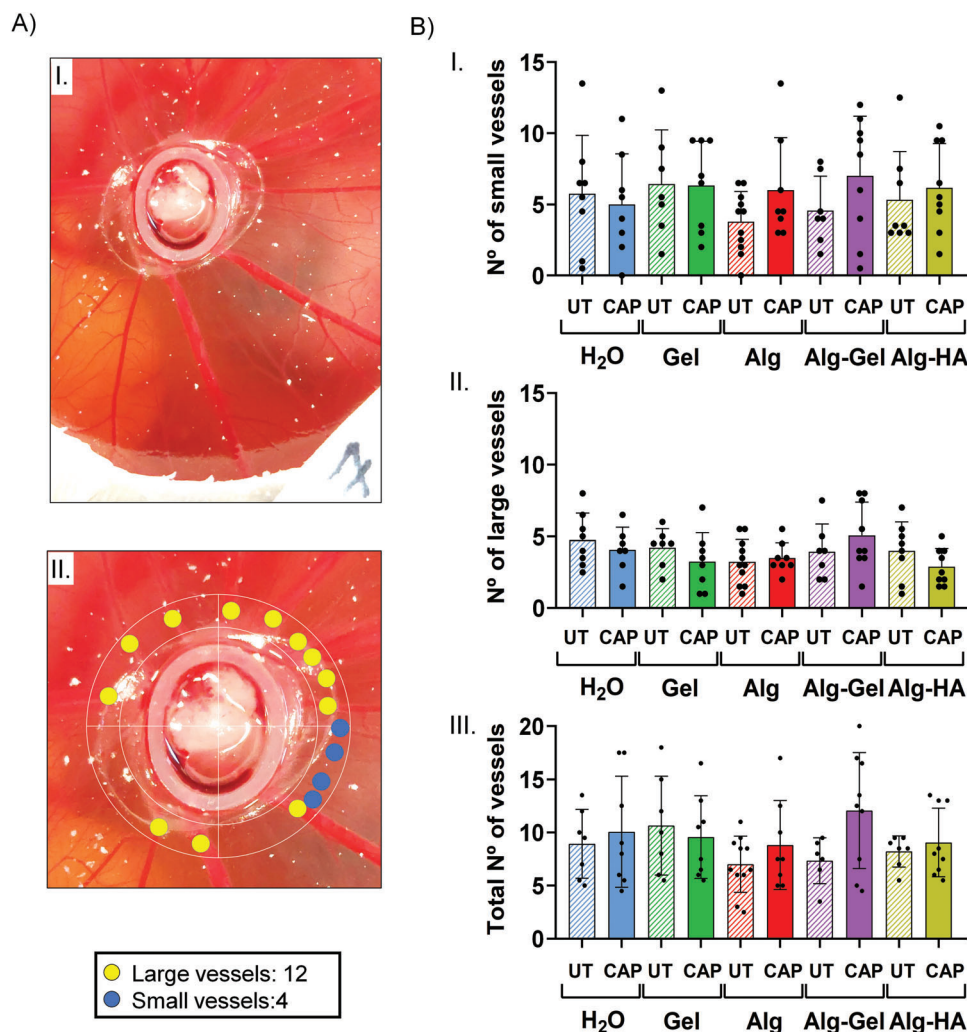 A)
I.
II.
Large vessels: 12
Small vessels:4
B)
I.
Nº of small vessels
15
10
5
0
UT CAP UT CAP UT CAP UT CAP UT CAP
H₂O Gel Alg Alg-Gel Alg-HA
II.
Nº of large vessels
15
10
5
0
UT CAP UT CAP UT CAP UT CAP UT CAP
H₂O Gel Alg Alg-Gel Alg-HA
III.
Total Nº of vessels
20
15
10
5
0
UT CAP UT CAP UT CAP UT CAP UT CAP
H₂O Gel Alg Alg-Gel Alg-HA